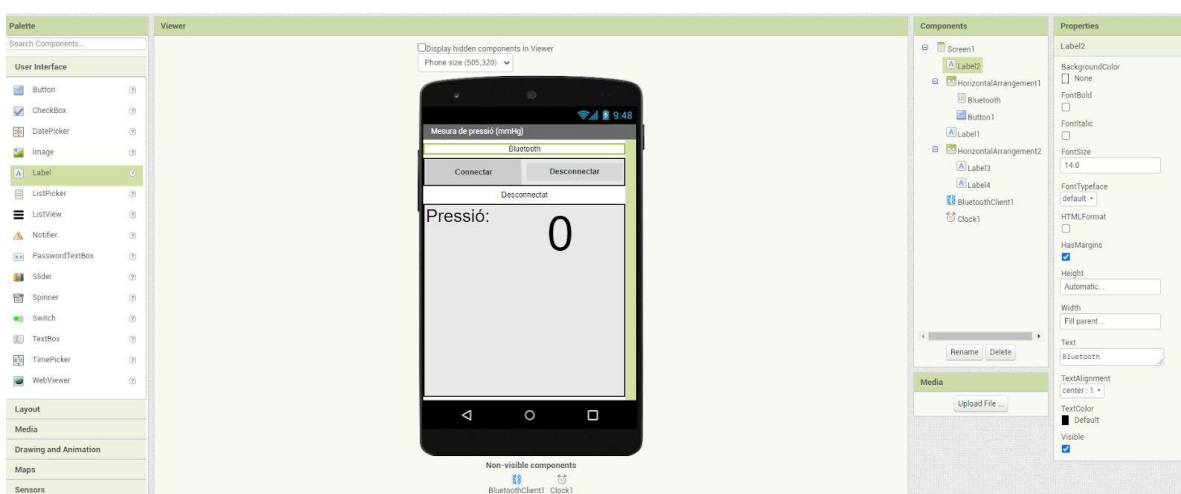 Palette
Search Components...
User Interface
Button
CheckBox
DatePicker
Image
Label
ListPicker
ListView
Notifier
PasswordTextBox
Slider
Spinner
Switch
TextBox
TimePicker
WebViewer
Layout
Media
Drawing and Animation
Maps
Sensors
Viewer
Display hidden components in Viewer
Phone size (505,320)
9:48
Mesura de pressió (mmHg)
Bluetooth
Connectar Desconnectar
Desconnectat
Pressió: 0
Non-visible components
BluetoothClient1 Clock1
Components
Screen1
Label2
HorizontalArrangement1
Bluetooth
Button1
Label1
HorizontalArrangement2
Label3
Label4
BluetoothClient1
Clock1
Rename Delete
Media
Upload File ...
Properties
Label2
BackgroundColor
None
FontBold
FontItalic
FontSize
14.0
FontTypeface
default
HTMLFormat
HasMargins
Height
Automatic...
Width
Fill parent...
Text
Bluetooth
TextAlignment
center : 1
TextColor
Default
Visible